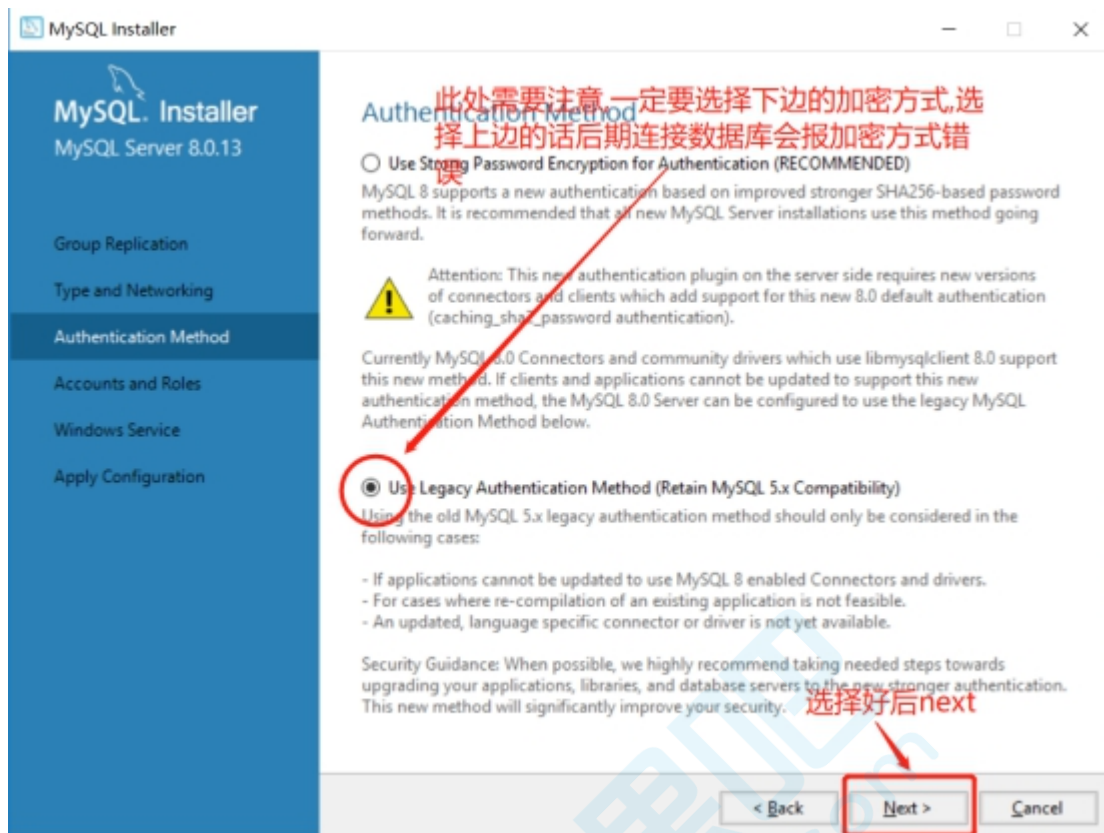 MySQL Installer
MySQL. Installer
MySQL Server 8.0.13
Group Replication
Type and Networking
Authentication Method
Accounts and Roles
Windows Service
Apply Configuration
Authentication Method
此处需要注意,一定要选择下边的加密方式,选
择上边的话后期连接数据库会报加密方式错
误
Use Strong Password Encryption for Authentication (RECOMMENDED)
MySQL 8 supports a new authentication based on improved stronger SHA256-based password
methods. It is recommended that all new MySQL Server installations use this method going
forward.
Attention: This new authentication plugin on the server side requires new versions
of connectors and clients which add support for this new 8.0 default authentication
(caching_sha2_password authentication).
Currently MySQL 8.0 Connectors and community drivers which use libmysqlclient 8.0 support
this new method. If clients and applications cannot be updated to support this new
authentication method, the MySQL 8.0 Server can be configured to use the legacy MySQL
Authentication Method below.
Use Legacy Authentication Method (Retain MySQL 5.x Compatibility)
Using the old MySQL 5.x legacy authentication method should only be considered in the
following cases:
- If applications cannot be updated to use MySQL 8 enabled Connectors and drivers.
- For cases where re-compilation of an existing application is not feasible.
- An updated, language specific connector or driver is not yet available.
Security Guidance: When possible, we highly recommend taking needed steps towards
upgrading your applications, libraries, and database servers to the new stronger authentication.
This new method will significantly improve your security.
选择好后next
< Back
Next >
Cancel